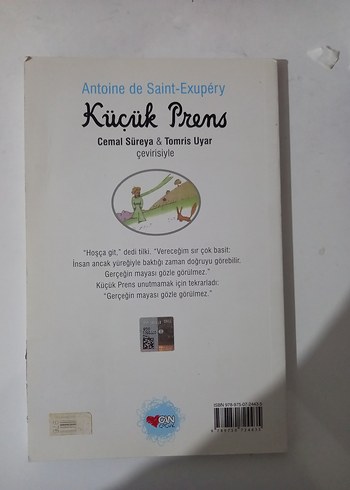 Antoine de Saint-Exupéry
Küçük Prens
Cemal Süreya & Tomris Uyar
çevirisiyle
"Hoşça git," dedi tilki. "Vereceğim sır çok basit:
İnsan ancak yüreğiyle baktığı zaman doğruyu görebilir.
Gerçeğin mayası gözle görülmez."
Küçük Prens unutmamak için tekrarladı:
"Gerçeğin mayası gözle görülmez."
CAN
ÇOCUK